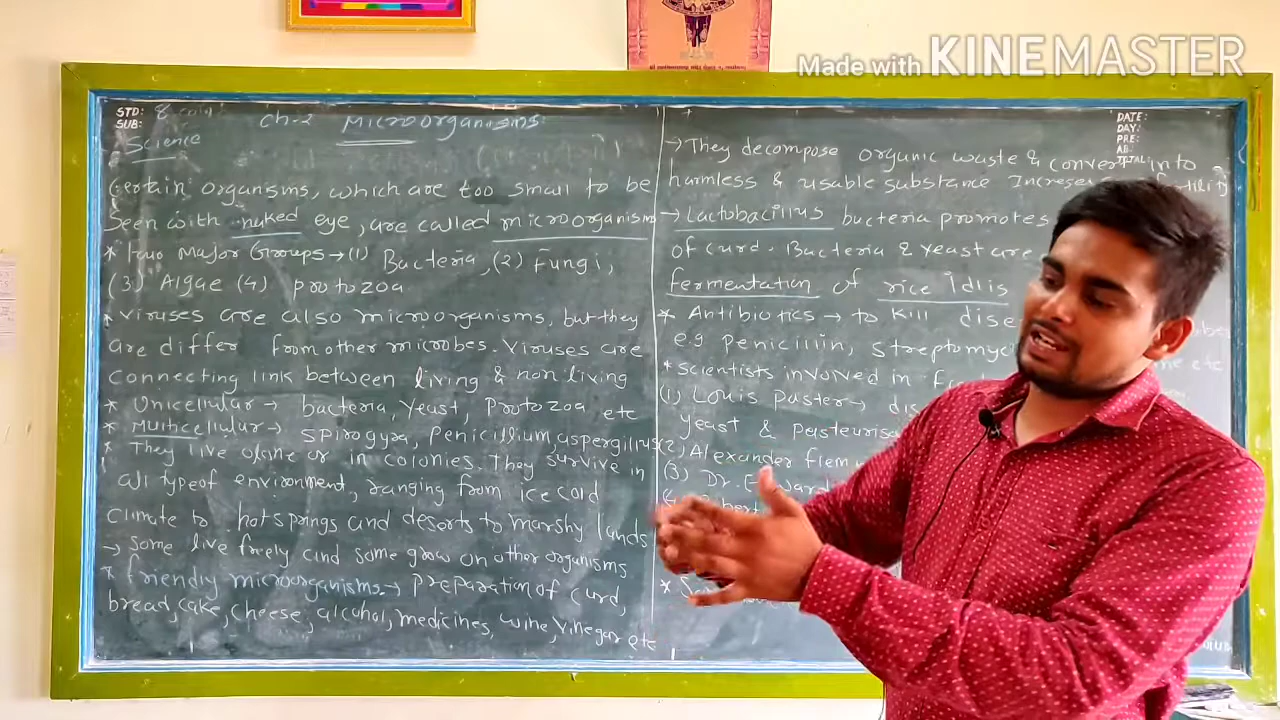 Made with KINEMASTER
STD: 8
SUB:
Science
Ch-2 Microorganisms
DATE:
DAY:
PRE:
AB:
TOTAL:
Certain organisms, which are too small to be
seen with naked eye, are called microorganism
* four Major Groups → (1) Bacteria, (2) Fungi,
(3) Algae (4) protozoa
* Viruses are also microorganisms, but they
are differ from other microbes. Viruses are
connecting link between living & non living
* Unicellular → bacteria, yeast, protozoa, etc
* Multicellular → spirogyra, penicillium, aspergillus
* They live alone or in colonies. They survive in
all type of environment, ranging from ice cold
climate to hot springs and deserts to marshy lands
→ Some live freely and some grow on other organisms
* friendly microorganisms → preparation of curd,
bread, cake, cheese, alcohol, medicines, wine, vinegar etc
→ They decompose organic waste & convert into
harmless & usable substance Increses
→ Lactobacillus bacteria promotes
of curd. Bacteria & yeast are
fermentation of rice Idlis
* Antibiotics → to kill
e.g penicillin,
* scientists involved in
(1) Louis Paster →
yeast &
(2) Alexander
(3) Dr.